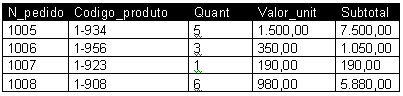 N_pedido Codigo_produto Quant Valor_unit Subtotal
1005 1-934 5 1.500,00 7.500,00
1006 1-956 3 350,00 1.050,00
1007 1-923 1 190,00 190,00
1008 1-908 6 980,00 5.880,00